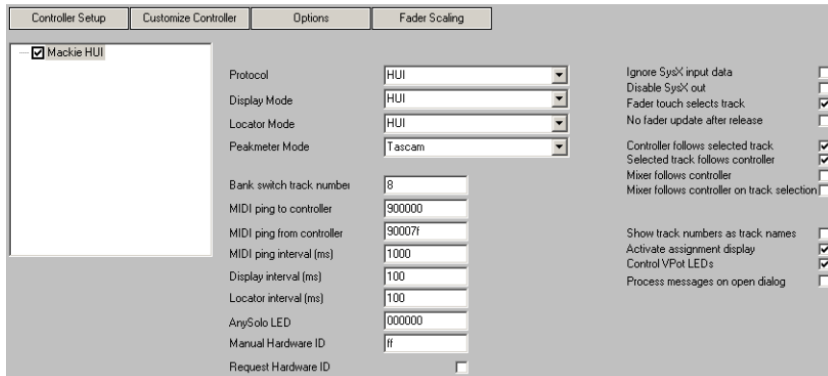 Controller Setup Customize Controller Options Fader Scaling
Mackie HUI
Protocol HUI
Display Mode HUI
Locator Mode HUI
Peakmeter Mode Tascam
Bank switch track number 8
MIDI ping to controller 900000
MIDI ping from controller 90007f
MIDI ping interval (ms) 1000
Display interval (ms) 100
Locator interval (ms) 100
AnySolo LED 000000
Manual Hardware ID ff
Request Hardware ID
Ignore SysX input data
Disable SysX out
Fader touch selects track
No fader update after release
Controller follows selected track
Selected track follows controller
Mixer follows controller
Mixer follows controller on track selection
Show track numbers as track names
Activate assignment display
Control VPot LEDs
Process messages on open dialog